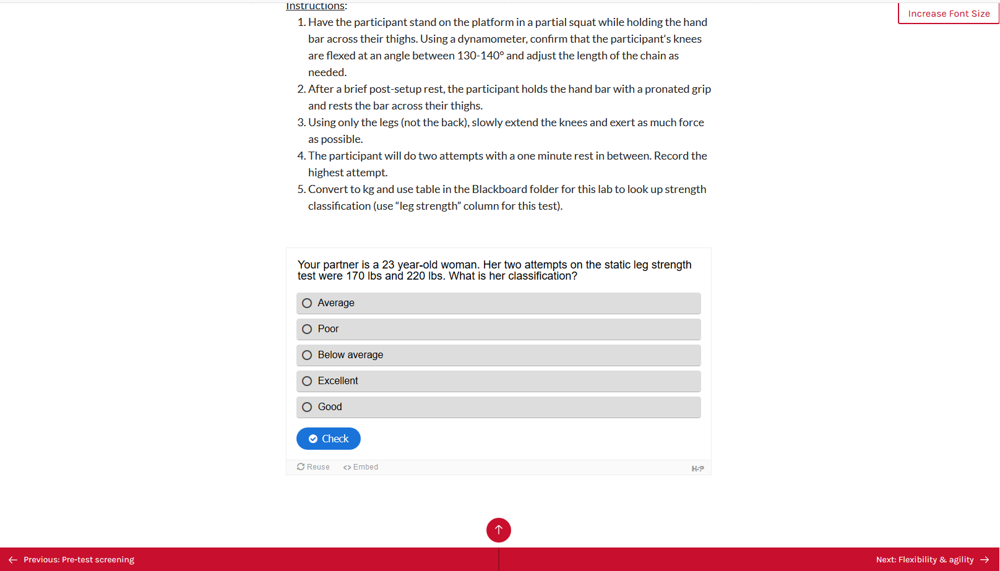 Instructions:
Increase Font Size
1. Have the participant stand on the platform in a partial squat while holding the hand
bar across their thighs. Using a dynamometer, confirm that the participant‘s knees
are flexed at an angle between 130-140° and adjust the length of the chain as
needed.
2. After a brief post-setup rest, the participant holds the hand bar with a pronated grip
and rests the bar across their thighs.
3. Using only the legs (not the back), slowly extend the knees and exert as much force
as possible.
4. The participant will do two attempts with a one minute rest in between. Record the
highest attempt.
5. Convert to kg and use table in the Blackboard folder for this lab to look up strength
classification (use “leg strength” column for this test).
Your partner is a 23 year-old woman. Her two attempts on the static leg strength
test were 170 lbs and 220 lbs. What is her classification?
Average
Poor
Below average
Excellent
Good
Check
Reuse
<> Embed
H5P
← Previous: Pre-test screening
Next: Flexibility & agility →